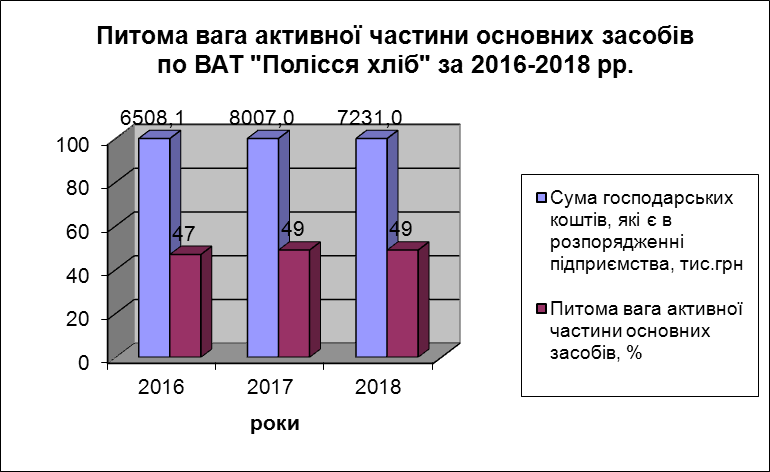 Питома вага активної частини основних засобів
по ВАТ "Полісся хліб" за 2016-2018 рр.
6508,1
8007,0
7231,0
100
80
60
40
20
0
47
49
49
2016
2017
2018
роки
Сума господарських
коштів, які є в
розпорядженні
підприємства, тис.грн
Питома вага активної
частини основних
засобів, %